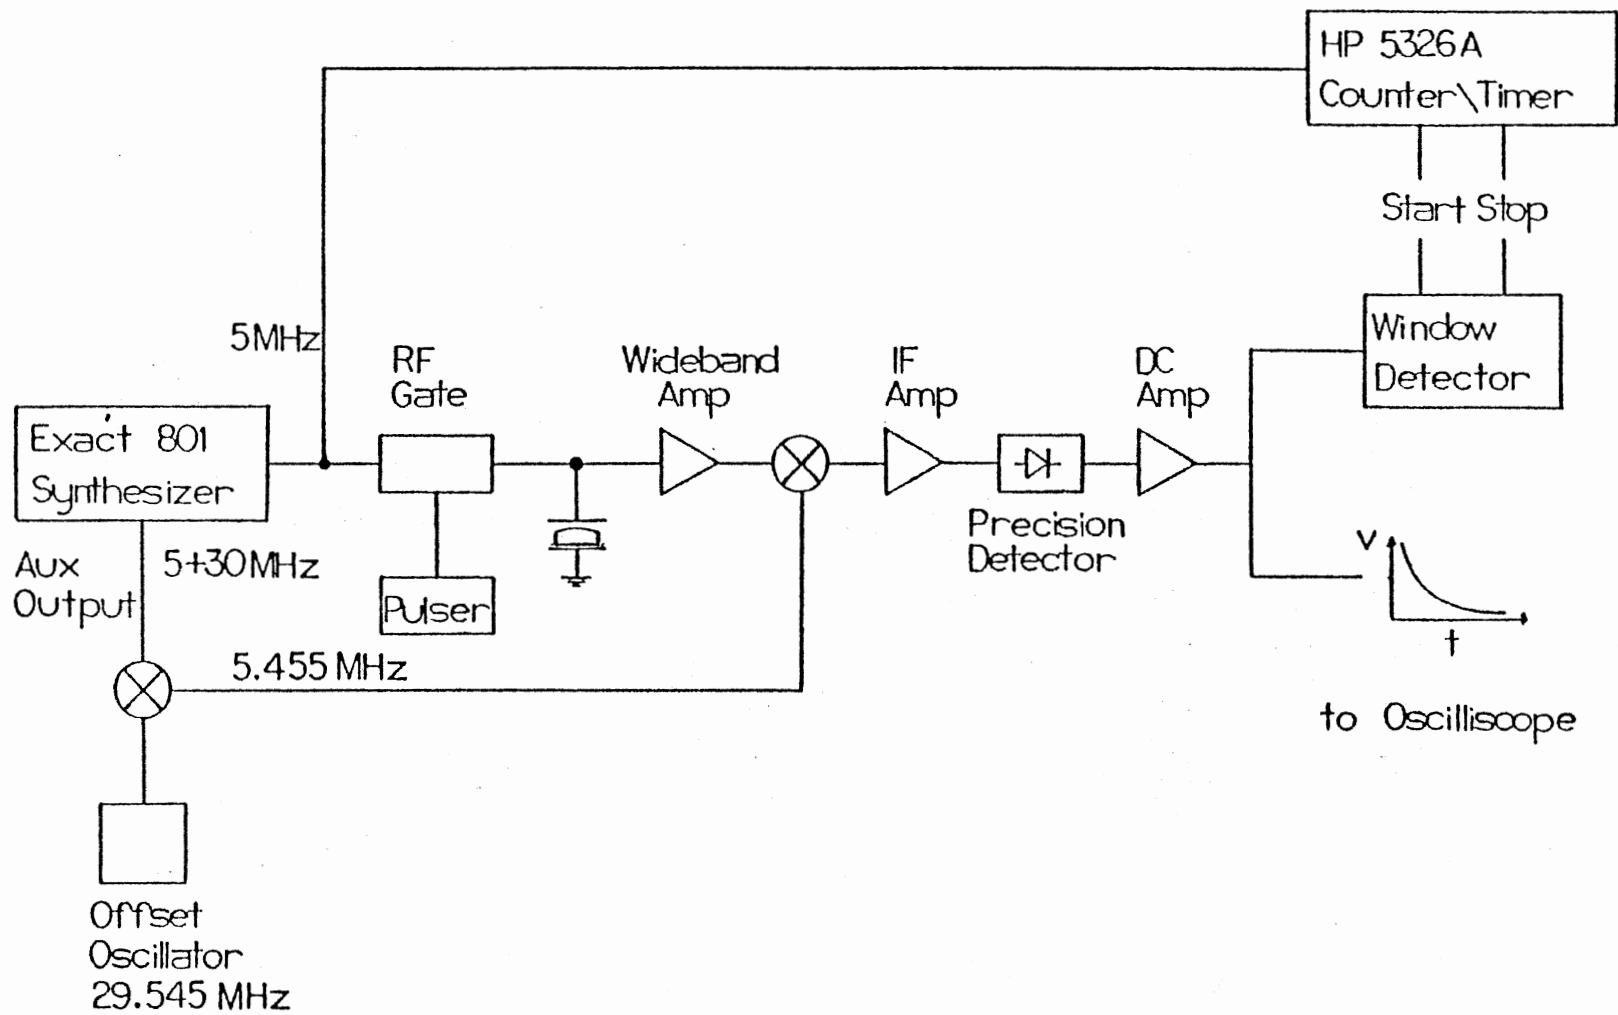 HP 5326A
Counter\Timer
Start Stop
5MHz
RF
Gate
Wideband
Amp
IF
Amp
DC
Amp
Window
Detector
Exact 801
Synthesizer
Precision
Detector
Aux
Output
5+30MHz
Pulser
V
t
5.455 MHz
to Oscilliscope
Offset
Oscillator
29.545 MHz